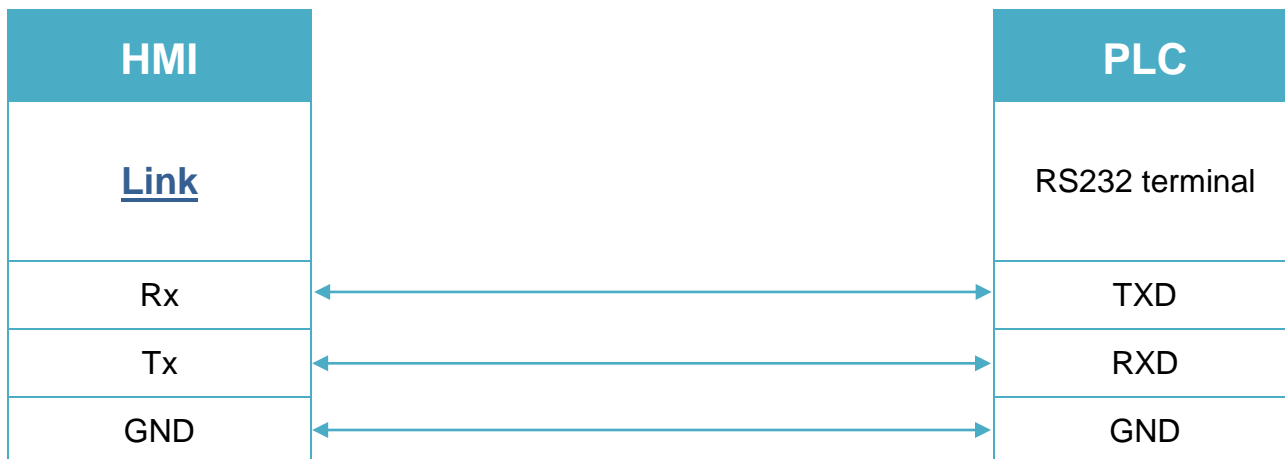 HMI
PLC
Link
RS232 terminal
Rx
TXD
Tx
RXD
GND
GND